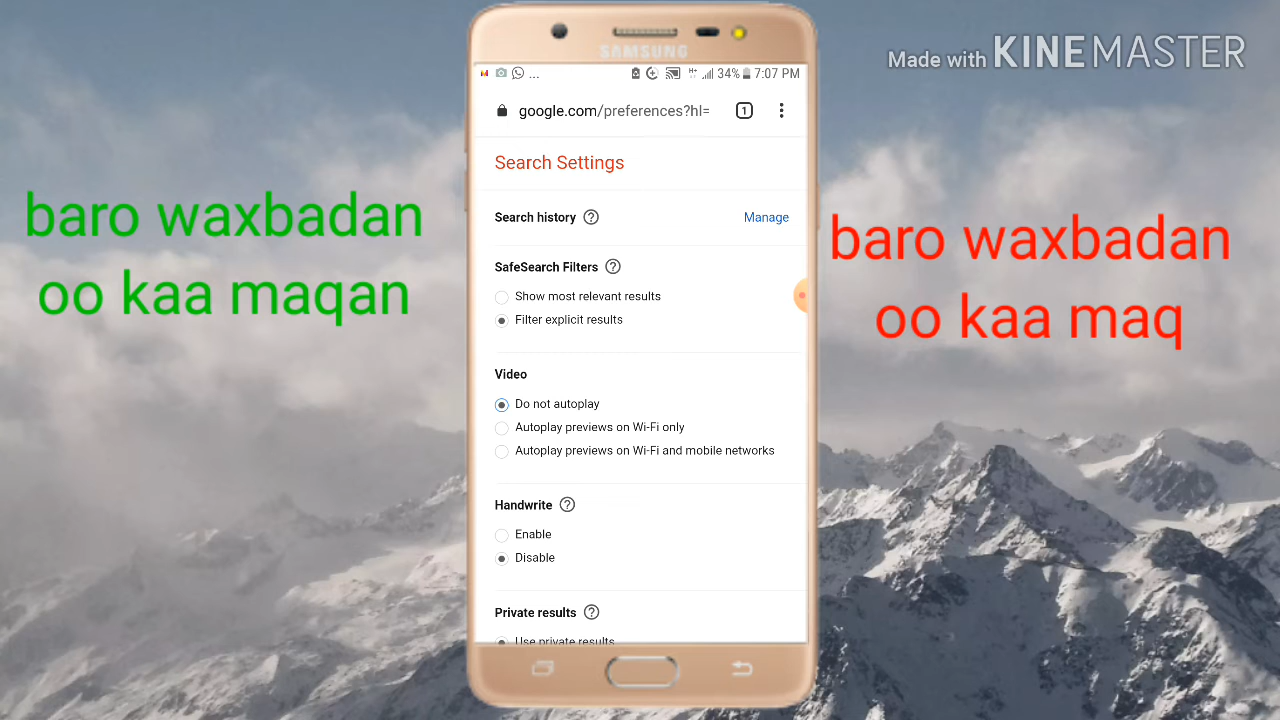 Made with KINEMASTER
baro waxbadan
oo kaa maqan
baro waxbadan
oo kaa maq
SAMSUNG
... H+ 34% 7:07 PM
google.com/preferences?hl= 1
Search Settings
Search history ? Manage
SafeSearch Filters ?
Show most relevant results
Filter explicit results
Video
Do not autoplay
Autoplay previews on Wi-Fi only
Autoplay previews on Wi-Fi and mobile networks
Handwrite ?
Enable
Disable
Private results ?
Use private results